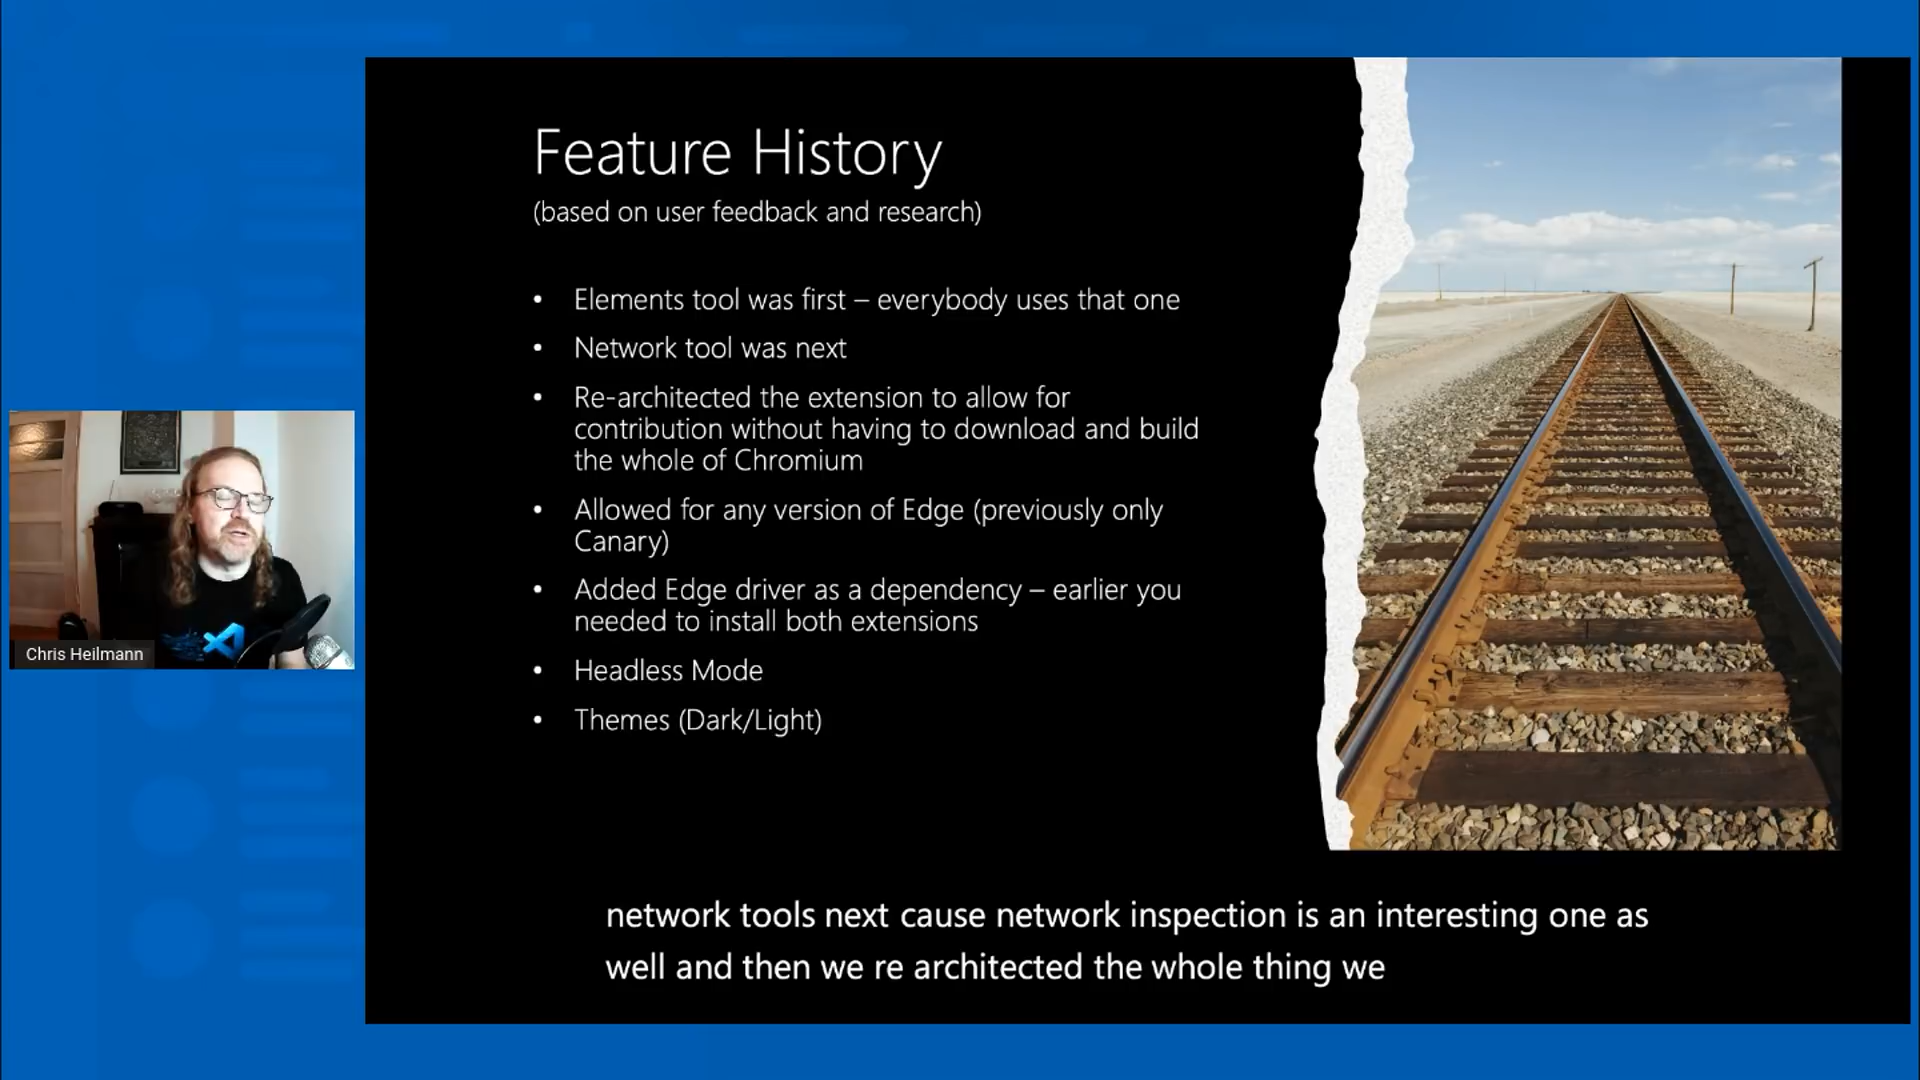 Feature History
(based on user feedback and research)
• Elements tool was first – everybody uses that one
• Network tool was next
• Re-architected the extension to allow for
contribution without having to download and build
the whole of Chromium
• Allowed for any version of Edge (previously only
Canary)
• Added Edge driver as a dependency – earlier you
needed to install both extensions
• Headless Mode
• Themes (Dark/Light)
Chris Heilmann
network tools next cause network inspection is an interesting one as
well and then we re architected the whole thing we